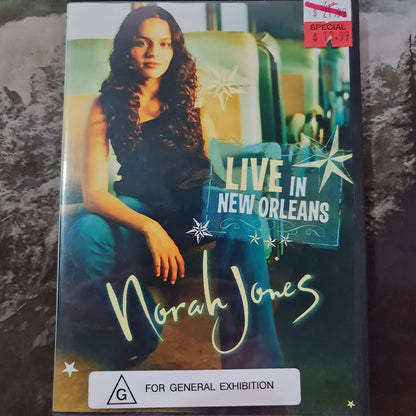 SPECIAL
LIVE IN
NEW ORLEANS
Norah Jones
G
FOR GENERAL EXHIBITION